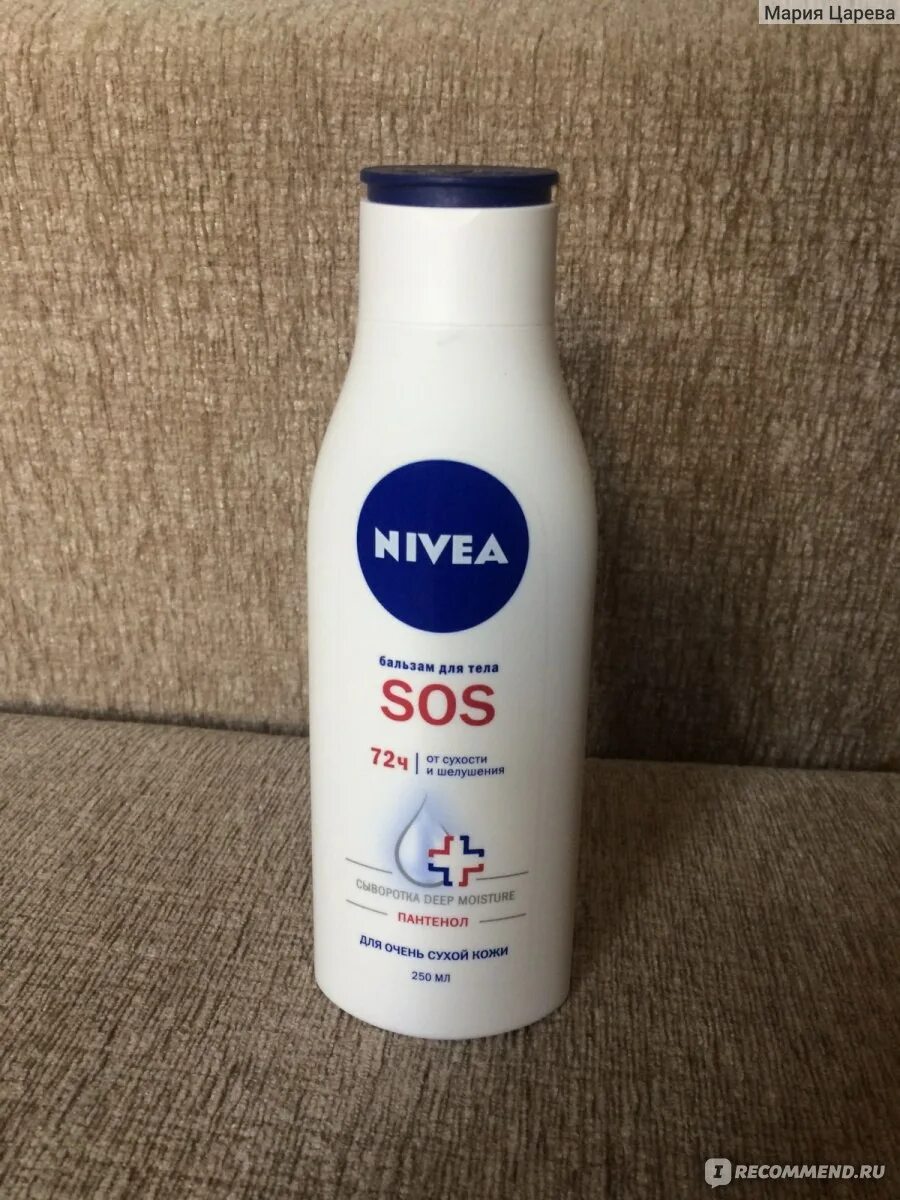 Мария Царева
NIVEA
бальзам для тела
SOS
72ч
от сухости
и шелушения
СЫВОРОТКА DEEP MOISTURE
ПАНТЕНОЛ
ДЛЯ ОЧЕНЬ СУХОЙ КОЖИ
250 МЛ
IRECOMMEND.RU